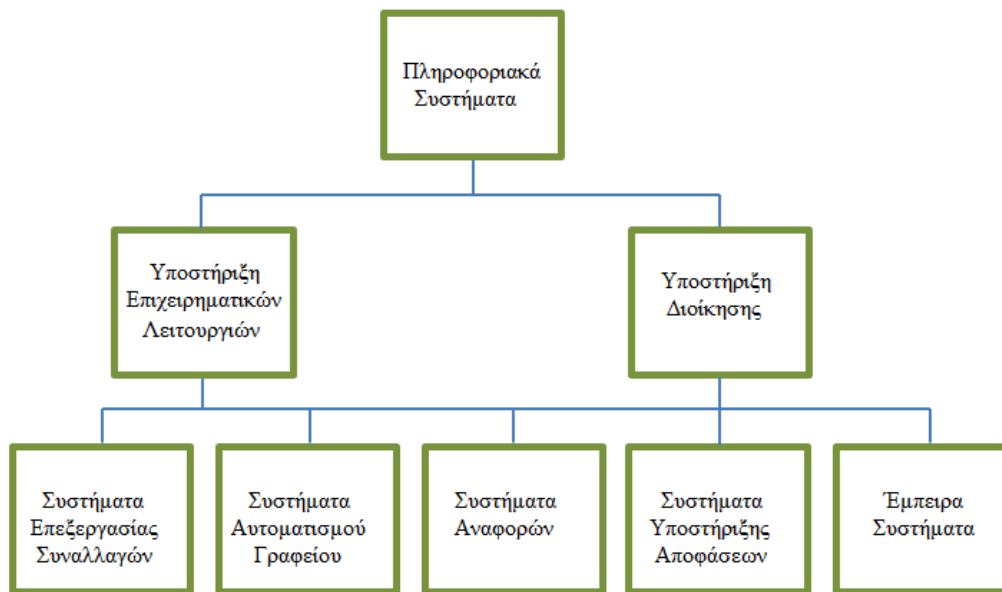 Πληροφοριακά
Συστήματα
Υποστήριξη
Επιχειρηματικών
Λειτουργιών
Υποστήριξη
Διοίκησης
Συστήματα
Επεξεργασίας
Συναλλαγών
Συστήματα
Αυτοματισμού
Γραφείου
Συστήματα
Αναφορών
Συστήματα
Υποστήριξης
Αποφάσεων
Έμπειρα
Συστήματα